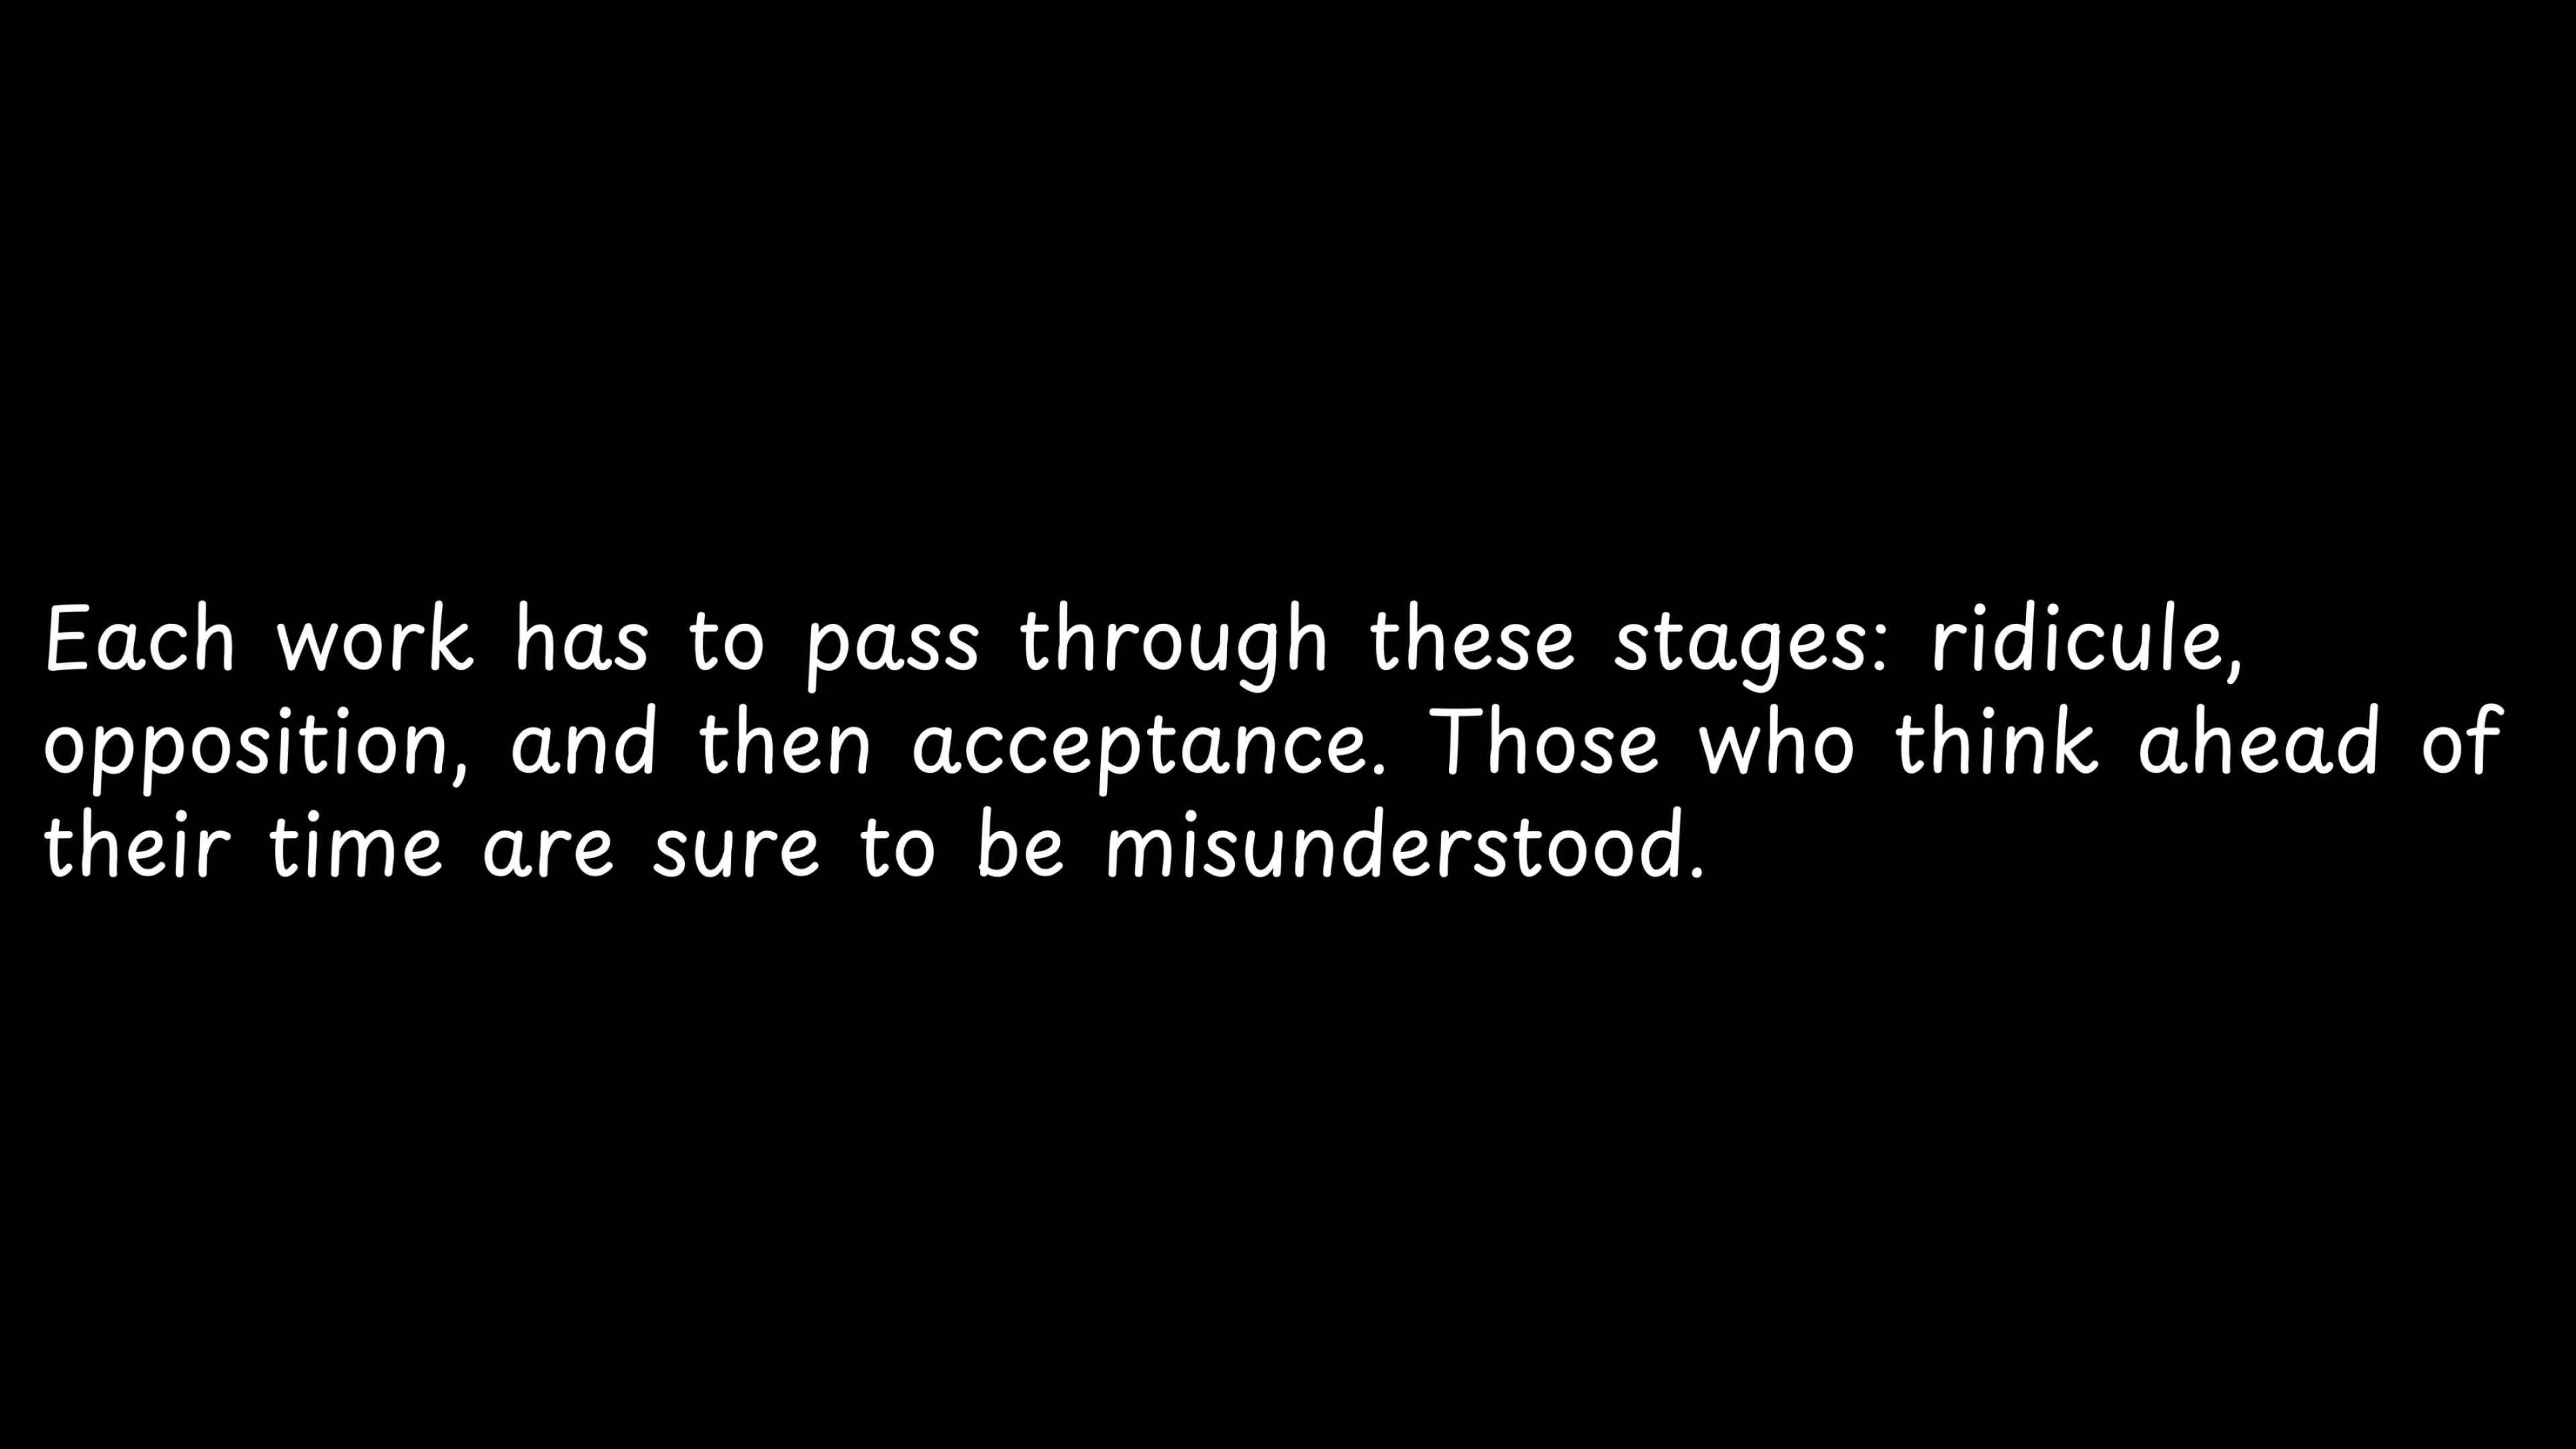 Each work has to pass through these stages: ridicule,
opposition, and then acceptance. Those who think ahead of
their time are sure to be misunderstood.